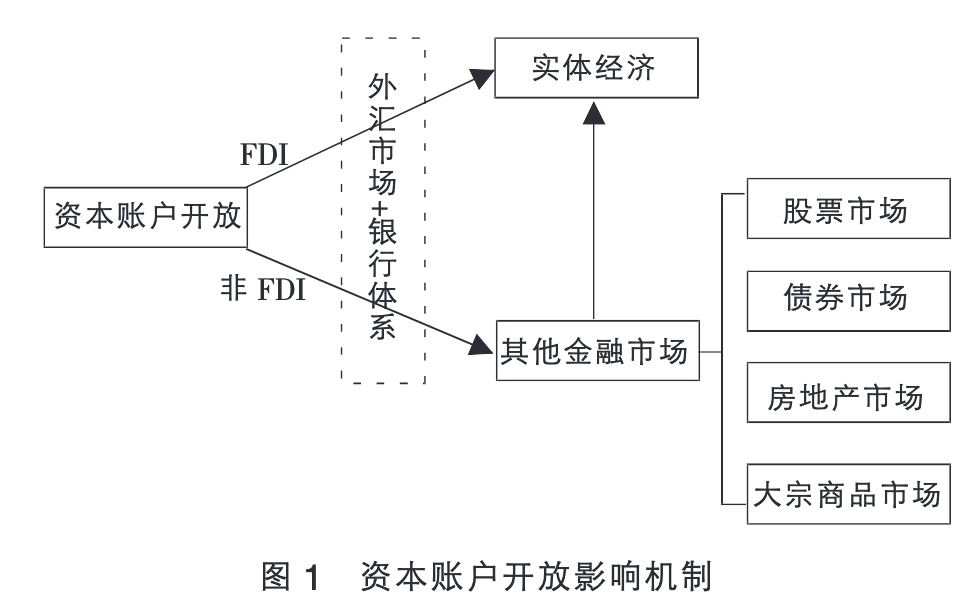 实体经济
外汇市场+银行体系
FDI
资本账户开放
非 FDI
其他金融市场
股票市场
债券市场
房地产市场
大宗商品市场
图 1 资本账户开放影响机制